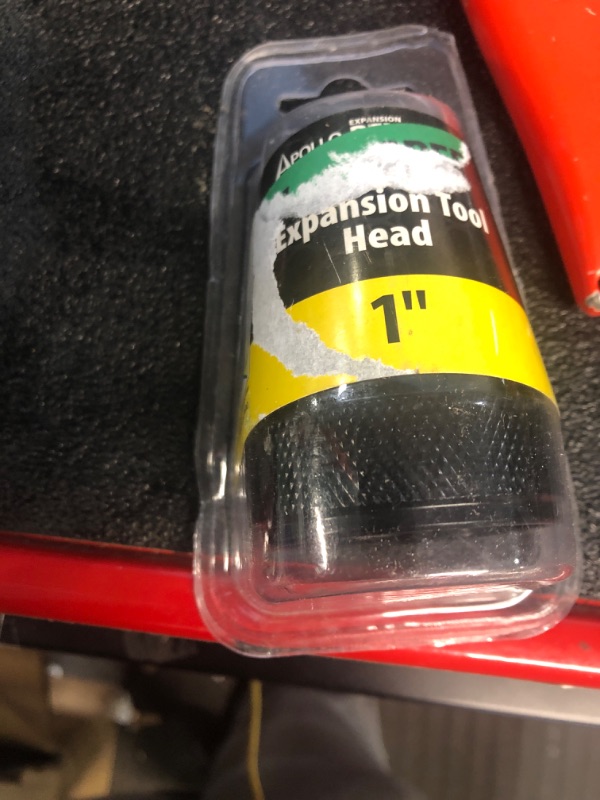 EXPANSION
APOLLO
Expansion Tool
Head
1"